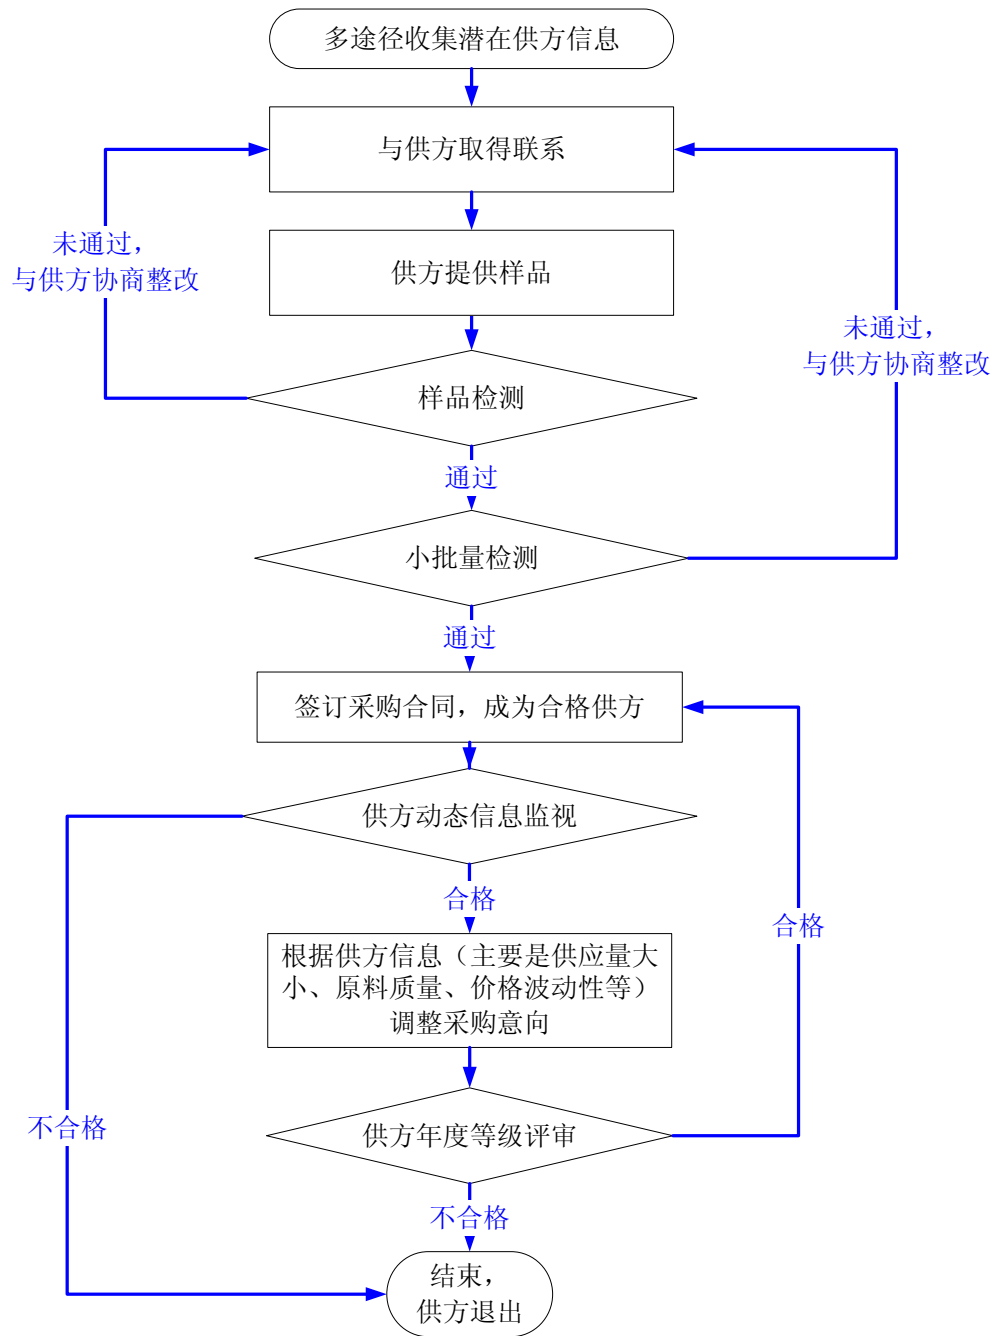 多途径收集潜在供方信息
与供方取得联系
未通过，
与供方协商整改
供方提供样品
未通过，
与供方协商整改
样品检测
通过
小批量检测
通过
签订采购合同，成为合格供方
供方动态信息监视
合格
合格
根据供方信息（主要是供应量大
小、原料质量、价格波动性等）
调整采购意向
不合格
供方年度等级评审
不合格
结束，
供方退出